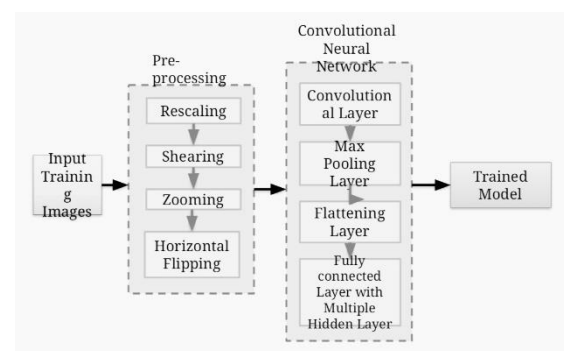 Input
Trainin
g
Images
Pre-
processing
Rescaling
Shearing
Zooming
Horizontal
Flipping
Convolutional
Neural
Network
Convolution
al Layer
Max
Pooling
Layer
Flattening
Layer
Fully
connected
Layer with
Multiple
Hidden Layer
Trained
Model